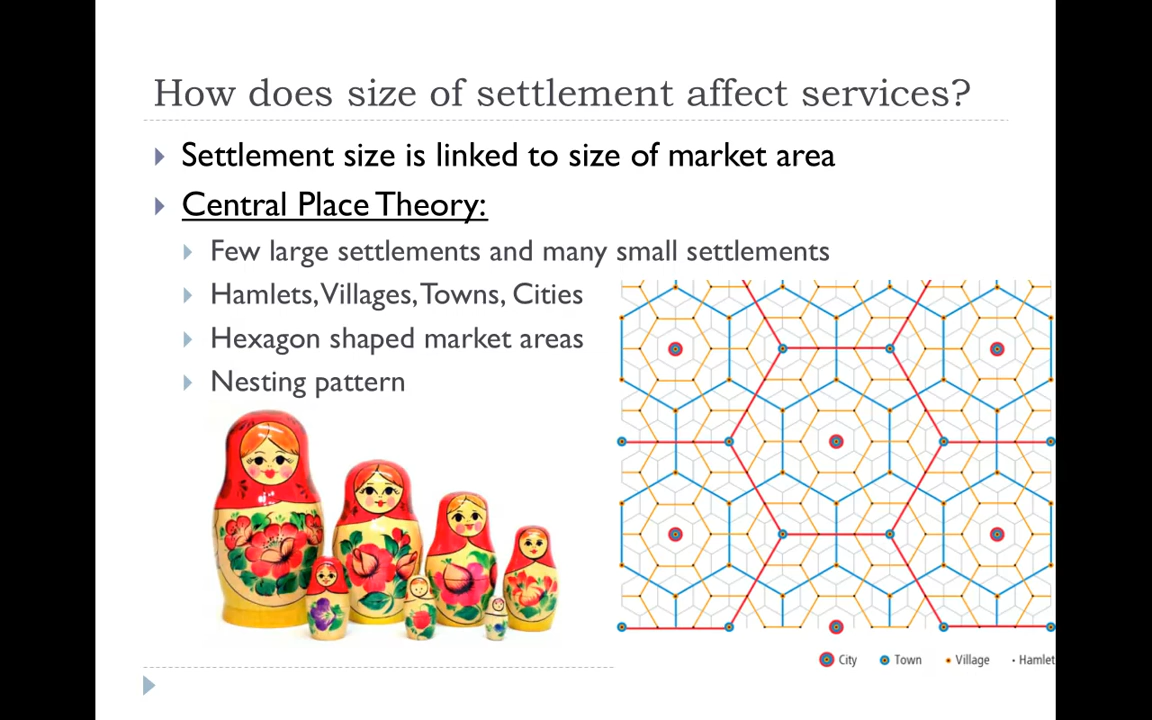 How does size of settlement affect services?
Settlement size is linked to size of market area
Central Place Theory:
Few large settlements and many small settlements
Hamlets, Villages, Towns, Cities
Hexagon shaped market areas
Nesting pattern
City Town Village Hamlet